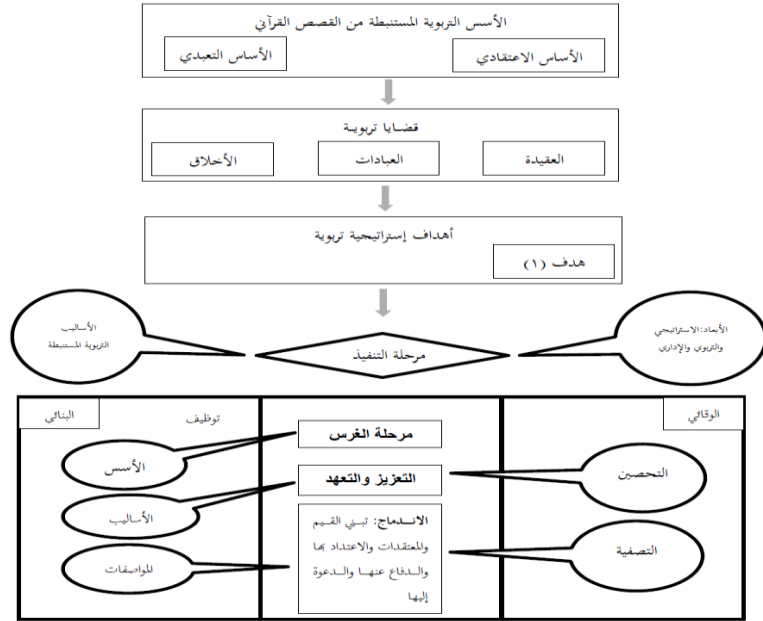 الأسس التربوية المستنبطة من القصص القرآني
الأساس الاعتقادي
الأساس التعبدي
قضايا تربوية
العقيدة
العبادات
الأخلاق
أهداف إستراتيجية تربوية
هدف (١)
الأبعاد:الاستراتيجي
والتربوي والإداري
مرحلة التنفيذ
الأساليب
التربوية المستنبطة
الوقائي
توظيف
البنائي
مرحلة الغرس
الأسس
التحصين
التعزيز والتعهد
الأساليب
الاندماج: تبني القيم
والمعتقدات والاعتداد بها
والدفاع عنها والدعوة
إليها
التصفية
المواصفات